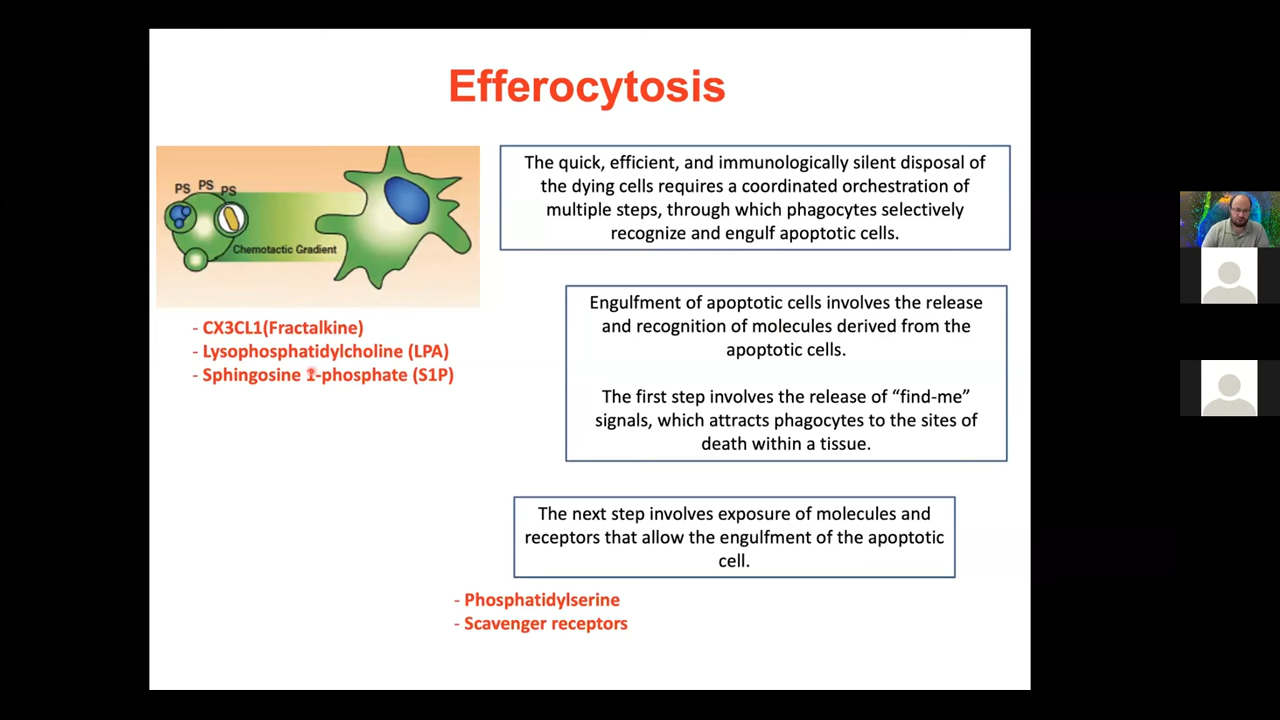 Efferocytosis
PS PS PS
Chemotactic Gradient
- CX3CL1(Fractalkine)
- Lysophosphatidylcholine (LPA)
- Sphingosine 1-phosphate (S1P)
The quick, efficient, and immunologically silent disposal of
the dying cells requires a coordinated orchestration of
multiple steps, through which phagocytes selectively
recognize and engulf apoptotic cells.
Engulfment of apoptotic cells involves the release
and recognition of molecules derived from the
apoptotic cells.
The first step involves the release of “find-me”
signals, which attracts phagocytes to the sites of
death within a tissue.
The next step involves exposure of molecules and
receptors that allow the engulfment of the apoptotic
cell.
- Phosphatidylserine
- Scavenger receptors